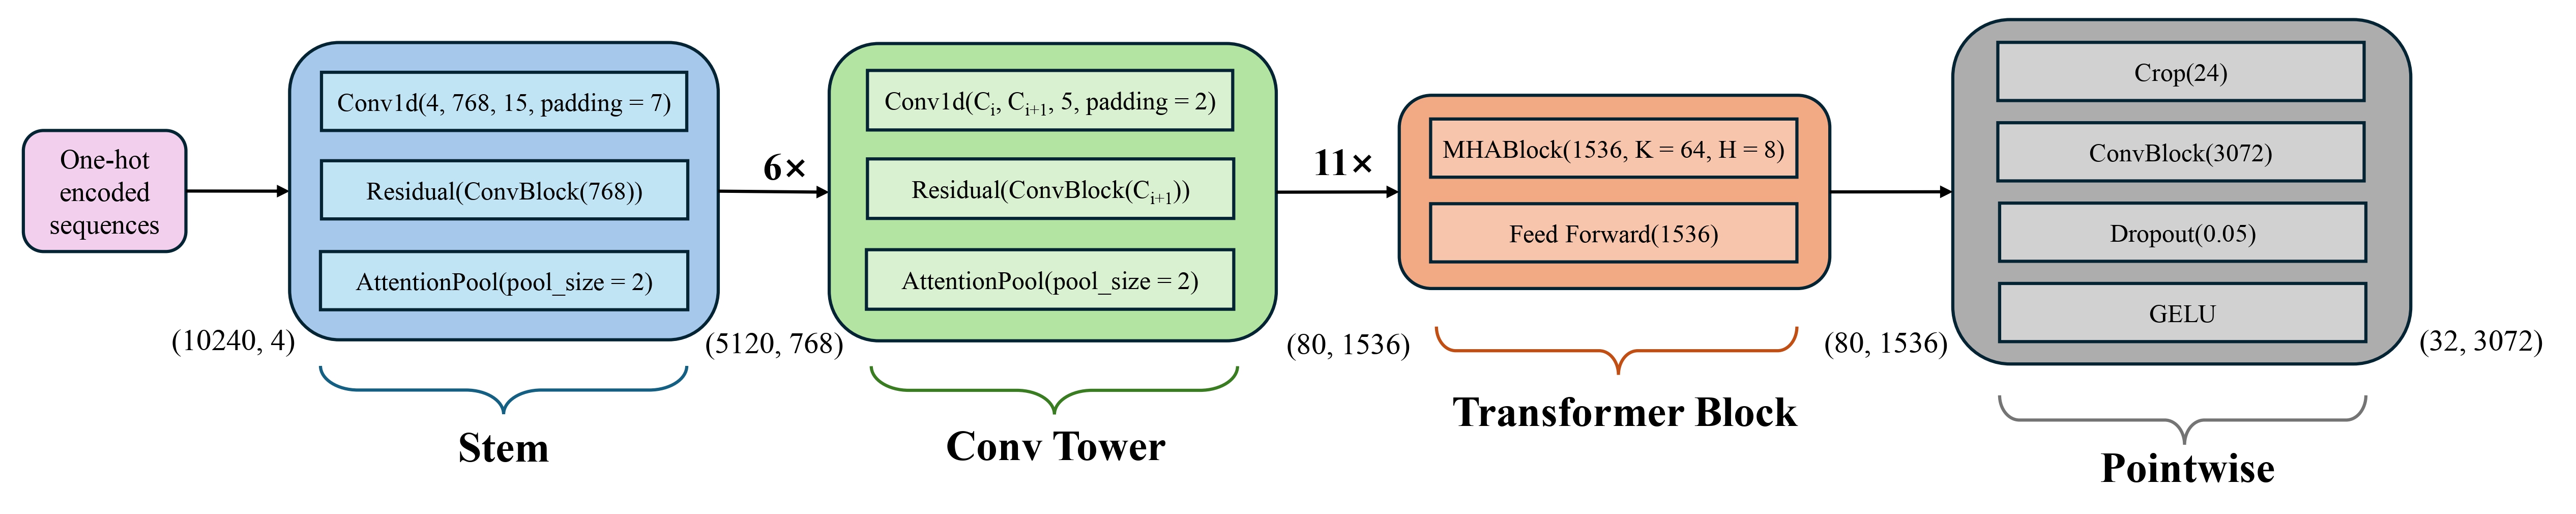 One-hot
encoded
sequences
(10240, 4)
Conv1d(4, 768, 15, padding = 7)
Residual(ConvBlock(768))
AttentionPool(pool_size = 2)
Stem
(5120, 768)
6×
Conv1d(Cᵢ, Cᵢ₊₁, 5, padding = 2)
Residual(ConvBlock(Cᵢ₊₁))
AttentionPool(pool_size = 2)
Conv Tower
(80, 1536)
11×
MHABlock(1536, K = 64, H = 8)
Feed Forward(1536)
Transformer Block
(80, 1536)
Crop(24)
ConvBlock(3072)
Dropout(0.05)
GELU
Pointwise
(32, 3072)